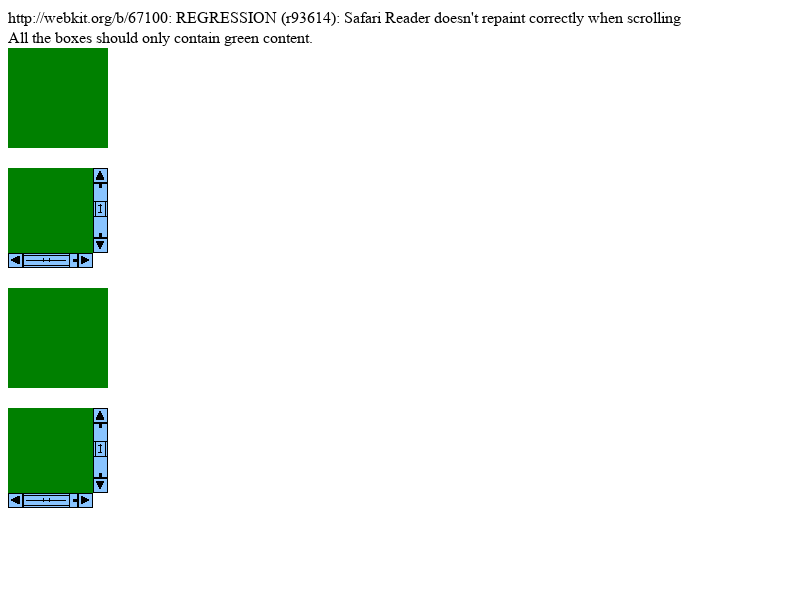 http://webkit.org/b/67100: REGRESSION (r93614): Safari Reader doesn't repaint correctly when scrolling
All the boxes should only contain green content.